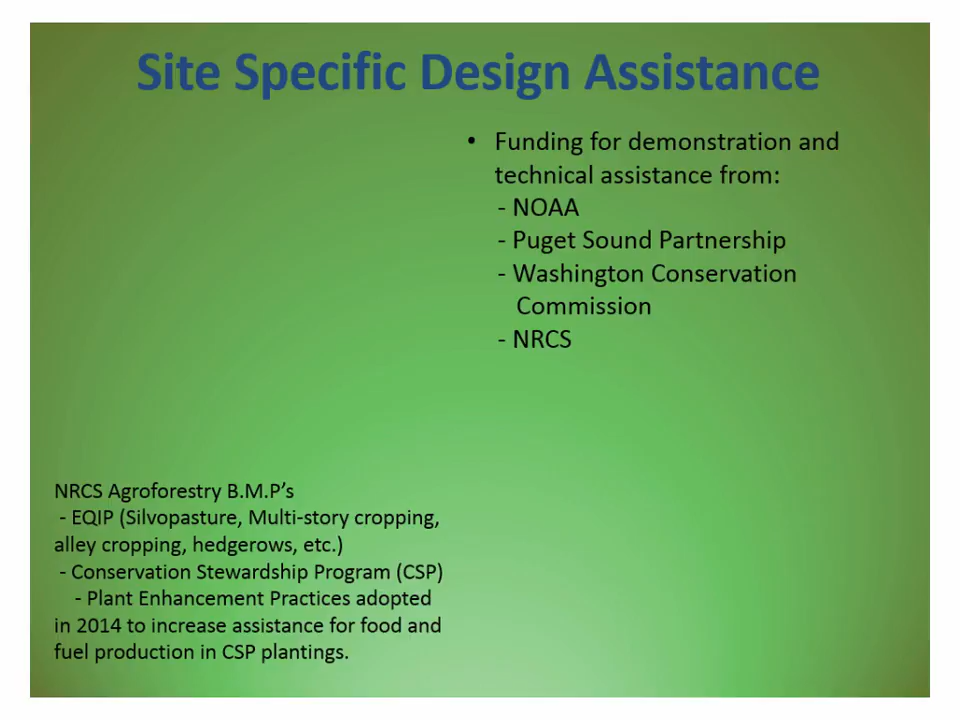 Site Specific Design Assistance
• Funding for demonstration and
technical assistance from:
- NOAA
- Puget Sound Partnership
- Washington Conservation
Commission
- NRCS
NRCS Agroforestry B.M.P’s
- EQIP (Silvopasture, Multi-story cropping,
alley cropping, hedgerows, etc.)
- Conservation Stewardship Program (CSP)
- Plant Enhancement Practices adopted
in 2014 to increase assistance for food and
fuel production in CSP plantings.